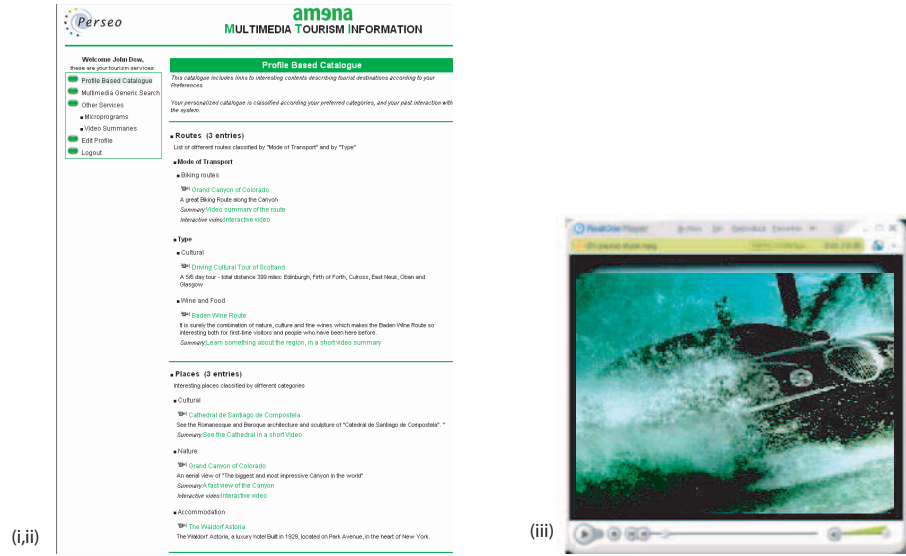 Perseo
amena
MULTIMEDIA TOURISM INFORMATION
Welcome John Dow,
these are your tourism services:
Profile Based Catalogue
Multimedia Generic Search
Other Services
Microprograms
Video Summaries
Edit Profile
Logout
Profile Based Catalogue
This catalogue includes links to interesting contents describing tourist destinations according to your
Preferences
Your personalized catalogue is classified according your preferred categories, and your past interaction with
the system.
Routes (3 entries)
List of different routes classified by "Mode of Transport" and by "Type"
Mode of Transport
Biking routes
Grand Canyon of Colorado
A great Biking Route along the Canyon
Summary:Video summary of the route
Interactive video:Interactive video
Type
Cultural
Driving Cultural Tour of Scotland
A 5/6 day tour - total distance 399 miles: Edinburgh, Firth of Forth, Culross, East Neuk, Oban and
Glasgow
Wine and Food
Baden Wine Route
It is surely the combination of nature, culture and fine wines which makes the Baden Wine Route so
interesting both for first-time visitors and people who have been here before.
Summary:Learn something about the region, in a short video summary
Places (3 entries)
Interesting places classified by different categories
Cultural
Cathedral de Santiago de Compostela
See the Romanesque and Baroque architecture and sculpture of "Catedral de Santiago de Compostela". "
Summary:See the Cathedral in a short Video
Nature
Grand Canyon of Colorado
An aerial view of "The biggest and most impressive Canyon in the world"
Summary:A fast view of the Canyon
Interactive video:Interactive video
Accommodation
The Waldorf Astoria
The Waldorf Astoria, a luxury hotel Built in 1929, located on Park Avenue, in the heart of New York.
(i,ii)
RealOne Player
(iii)